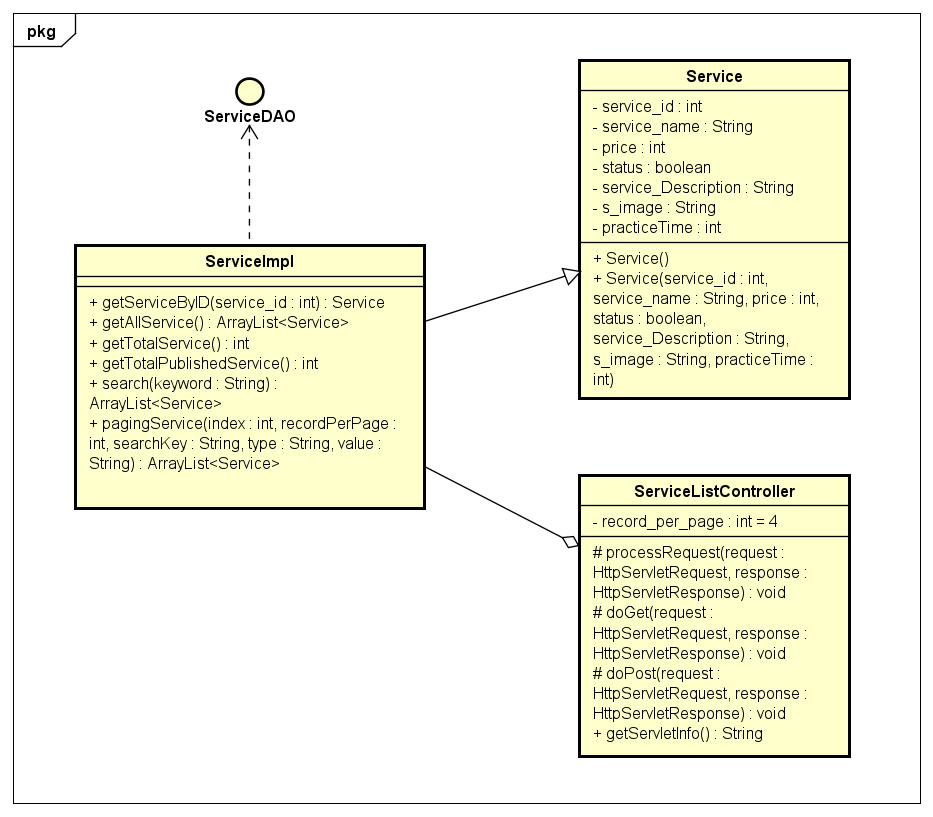 pkg
ServiceDAO
ServiceImpl
+ getServiceByID(service_id : int) : Service
+ getAllService() : ArrayList<Service>
+ getTotalService() : int
+ getTotalPublishedService() : int
+ search(keyword : String) :
ArrayList<Service>
+ pagingService(index : int, recordPerPage :
int, searchKey : String, type : String, value :
String) : ArrayList<Service>
Service
- service_id : int
- service_name : String
- price : int
- status : boolean
- service_Description : String
- s_image : String
- practiceTime : int
+ Service()
+ Service(service_id : int,
service_name : String, price : int,
status : boolean,
service_Description : String,
s_image : String, practiceTime :
int)
ServiceListController
- record_per_page : int = 4
# processRequest(request :
HttpServletRequest, response :
HttpServletResponse) : void
# doGet(request :
HttpServletRequest, response :
HttpServletResponse) : void
# doPost(request :
HttpServletRequest, response :
HttpServletResponse) : void
+ getServletInfo() : String